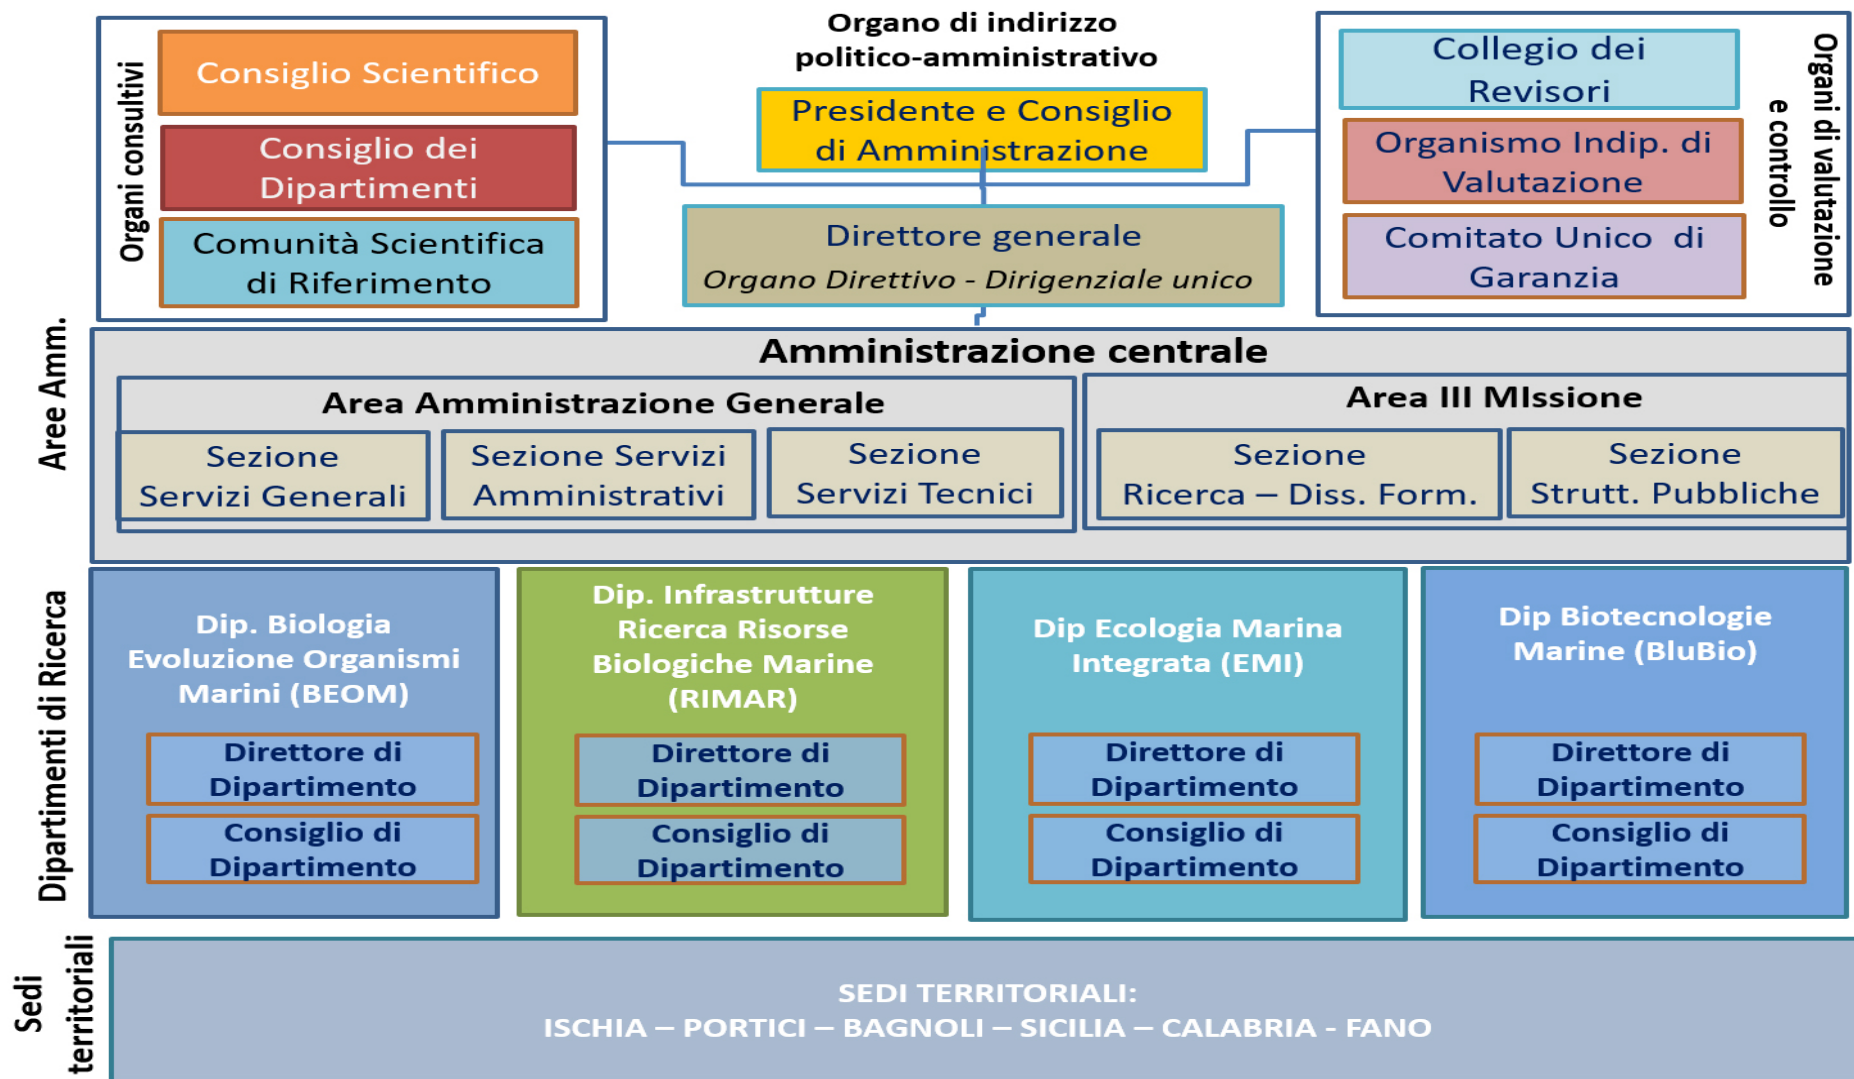 Organi consultivi
Consiglio Scientifico
Consiglio dei
Dipartimenti
Comunità Scientifica
di Riferimento
Organo di indirizzo
politico-amministrativo
Presidente e Consiglio
di Amministrazione
Direttore generale
Organo Direttivo - Dirigenziale unico
Collegio dei
Revisori
Organismo Indip. di
Valutazione
Comitato Unico di
Garanzia
Organi di valutazione
e controllo
Aree Amm.
Amministrazione centrale
Area Amministrazione Generale
Sezione
Servizi Generali
Sezione Servizi
Amministrativi
Sezione
Servizi Tecnici
Area III MIssione
Sezione
Ricerca – Diss. Form.
Sezione
Strutt. Pubbliche
Dipartimenti di Ricerca
Dip. Biologia
Evoluzione Organismi
Marini (BEOM)
Direttore di
Dipartimento
Consiglio di
Dipartimento
Dip. Infrastrutture
Ricerca Risorse
Biologiche Marine
(RIMAR)
Direttore di
Dipartimento
Consiglio di
Dipartimento
Dip Ecologia Marina
Integrata (EMI)
Direttore di
Dipartimento
Consiglio di
Dipartimento
Dip Biotecnologie
Marine (BluBio)
Direttore di
Dipartimento
Consiglio di
Dipartimento
Sedi
territoriali
SEDI TERRITORIALI:
ISCHIA – PORTICI – BAGNOLI – SICILIA – CALABRIA - FANO